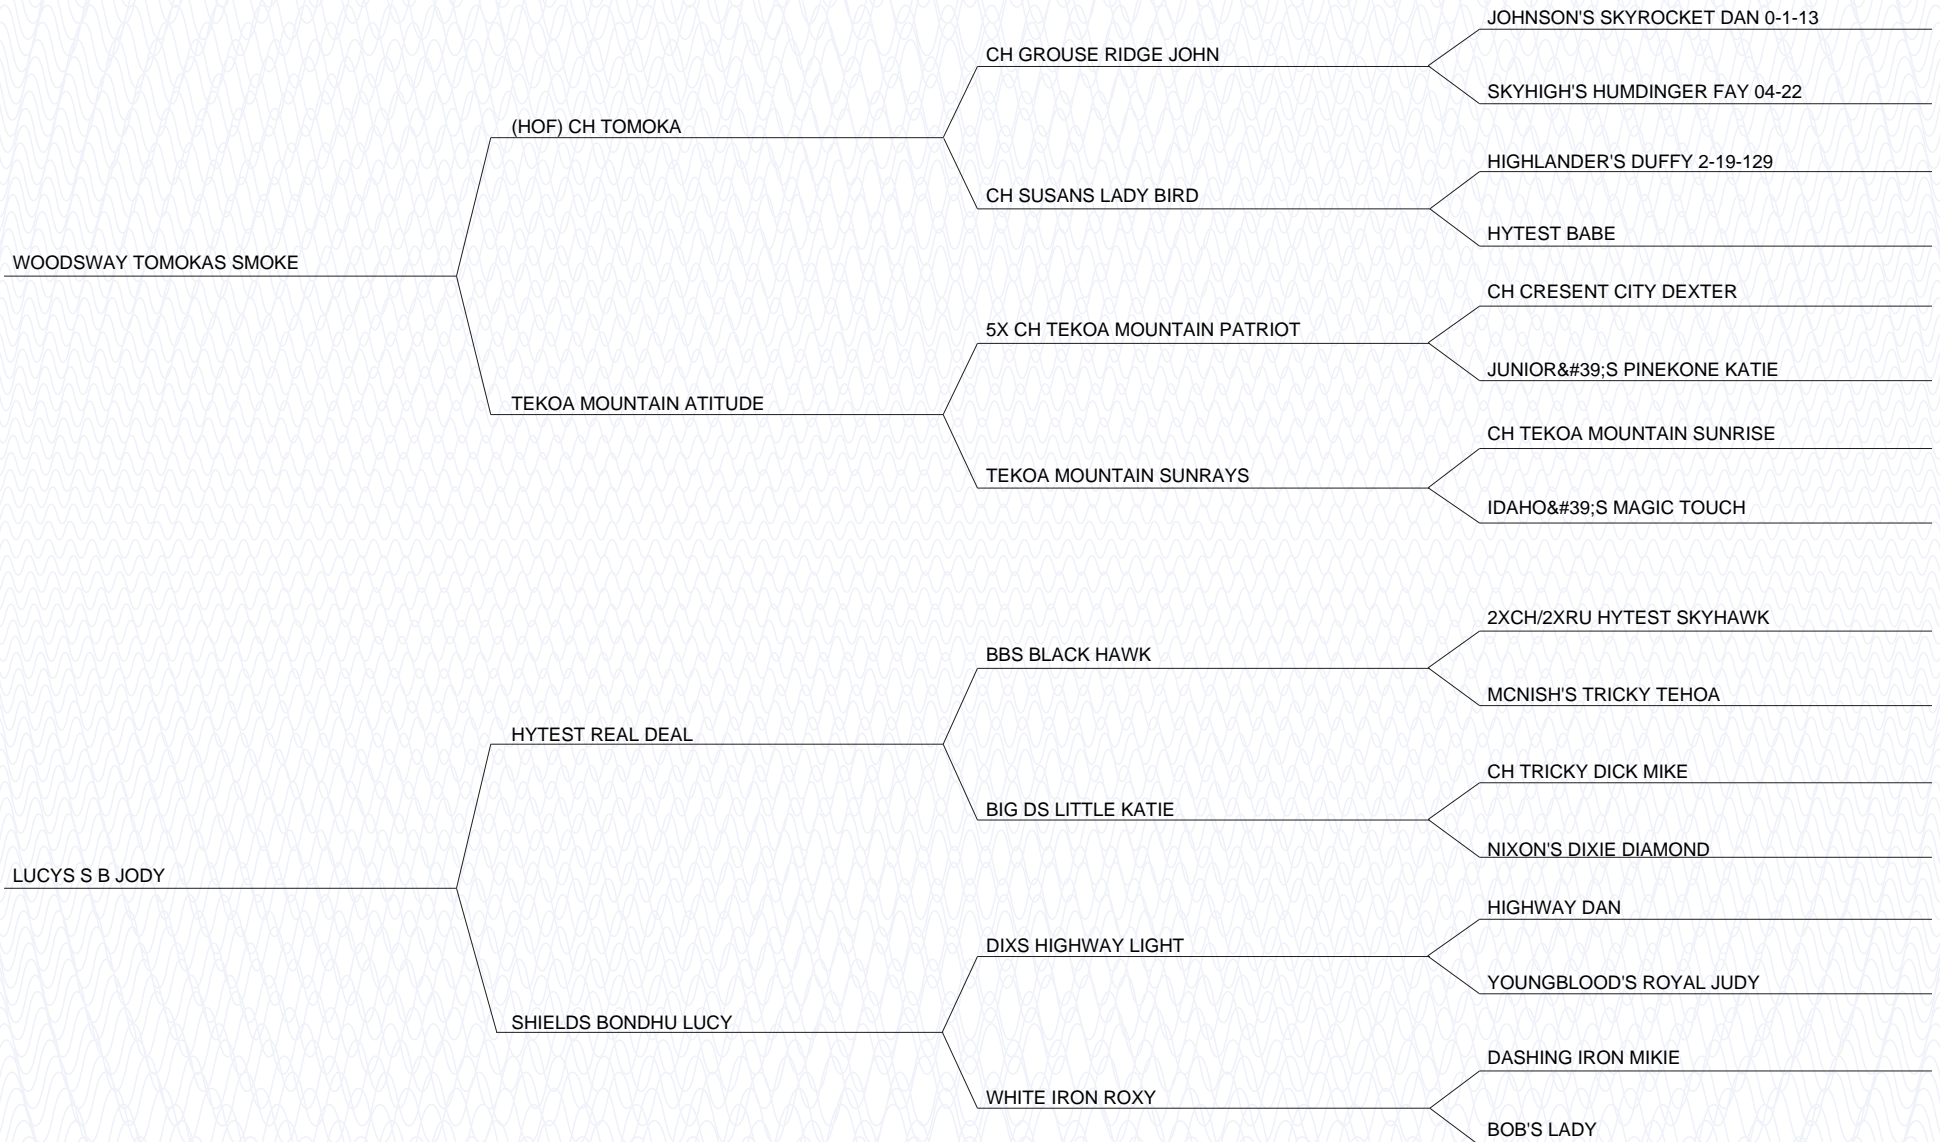 JOHNSON'S SKYROCKET DAN 0-1-13
CH GROUSE RIDGE JOHN
SKYHIGH'S HUMDINGER FAY 04-22
(HOF) CH TOMOKA
HIGHLANDER'S DUFFY 2-19-129
CH SUSANS LADY BIRD
HYTEST BABE
WOODSWAY TOMOKAS SMOKE
CH CRESENT CITY DEXTER
5X CH TEKOA MOUNTAIN PATRIOT
JUNIOR&#39;S PINEKONE KATIE
TEKOA MOUNTAIN ATITUDE
CH TEKOA MOUNTAIN SUNRISE
TEKOA MOUNTAIN SUNRAYS
IDAHO&#39;S MAGIC TOUCH
2XCH/2XRU HYTEST SKYHAWK
BBS BLACK HAWK
MCNISH'S TRICKY TEHOA
HYTEST REAL DEAL
CH TRICKY DICK MIKE
BIG DS LITTLE KATIE
NIXON'S DIXIE DIAMOND
LUCYS S B JODY
HIGHWAY DAN
DIXS HIGHWAY LIGHT
YOUNGBLOOD'S ROYAL JUDY
SHIELDS BONDHU LUCY
DASHING IRON MIKIE
WHITE IRON ROXY
BOB'S LADY